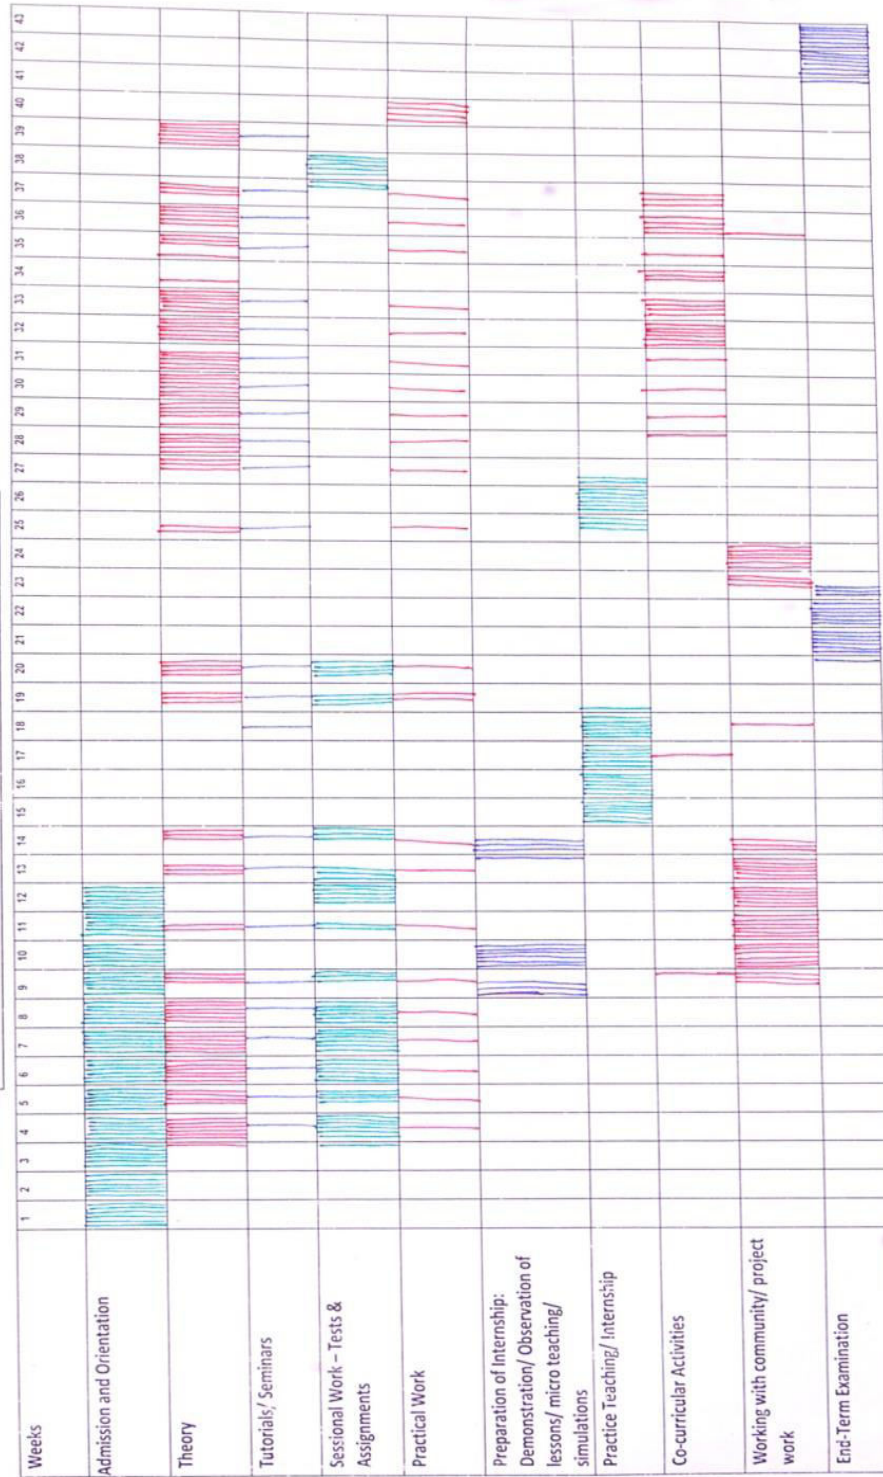 Weeks
1 2 3 4 5 6 7 8 9 10 11 12 13 14 15 16 17 18 19 20 21 22 23 24 25 26 27 28 29 30 31 32 33 34 35 36 37 38 39 40 41 42 43
Admission and Orientation
Theory
Tutorials/ Seminars
Sessional Work – Tests &
Assignments
Practical Work
Preparation of Internship:
Demonstration/ Observation of
lessons/ micro teaching/
simulations
Practice Teaching/ Internship
Co-curricular Activities
Working with community/ project
work
End-Term Examination